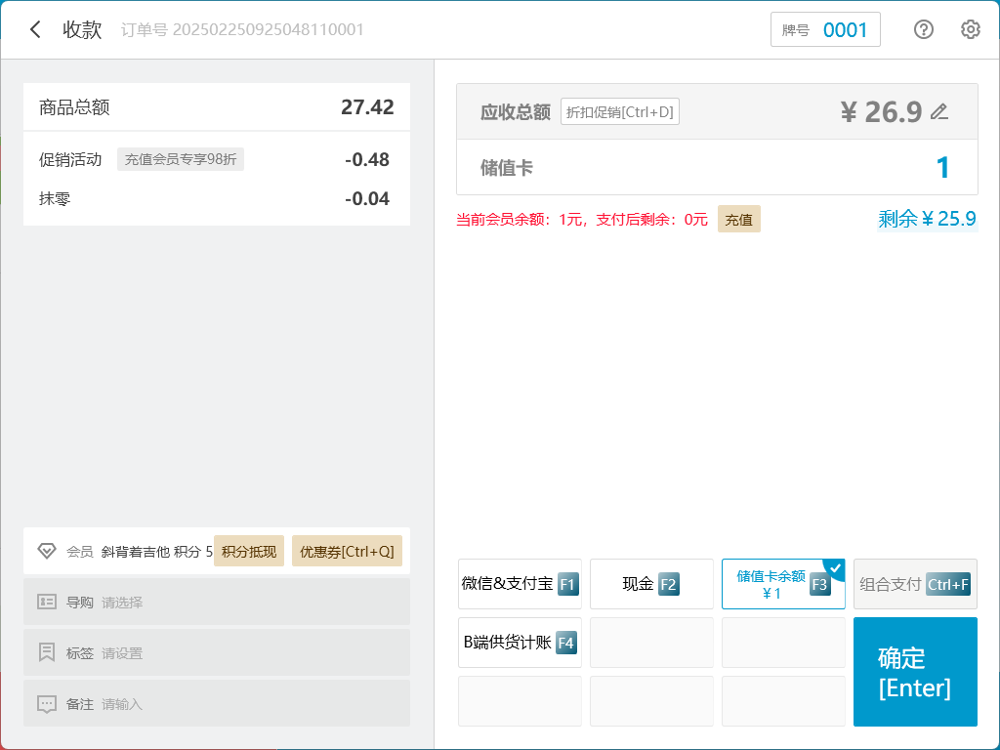 收款 订单号 202502250925048110001 牌号 0001
商品总额 27.42
促销活动 充值会员专享98折 -0.48
抹零 -0.04
会员 斜背着吉他 积分 5 积分抵现 优惠券[Ctrl+Q]
导购 请选择
标签 请设置
备注 请输入
应收总额 折扣促销[Ctrl+D] ¥ 26.9
储值卡 1
当前会员余额：1元，支付后剩余：0元 充值 剩余 ¥ 25.9
微信&支付宝 F1 现金 F2 储值卡余额 F3 组合支付 Ctrl+F
¥ 1
B端供货计账 F4
确定
[Enter]